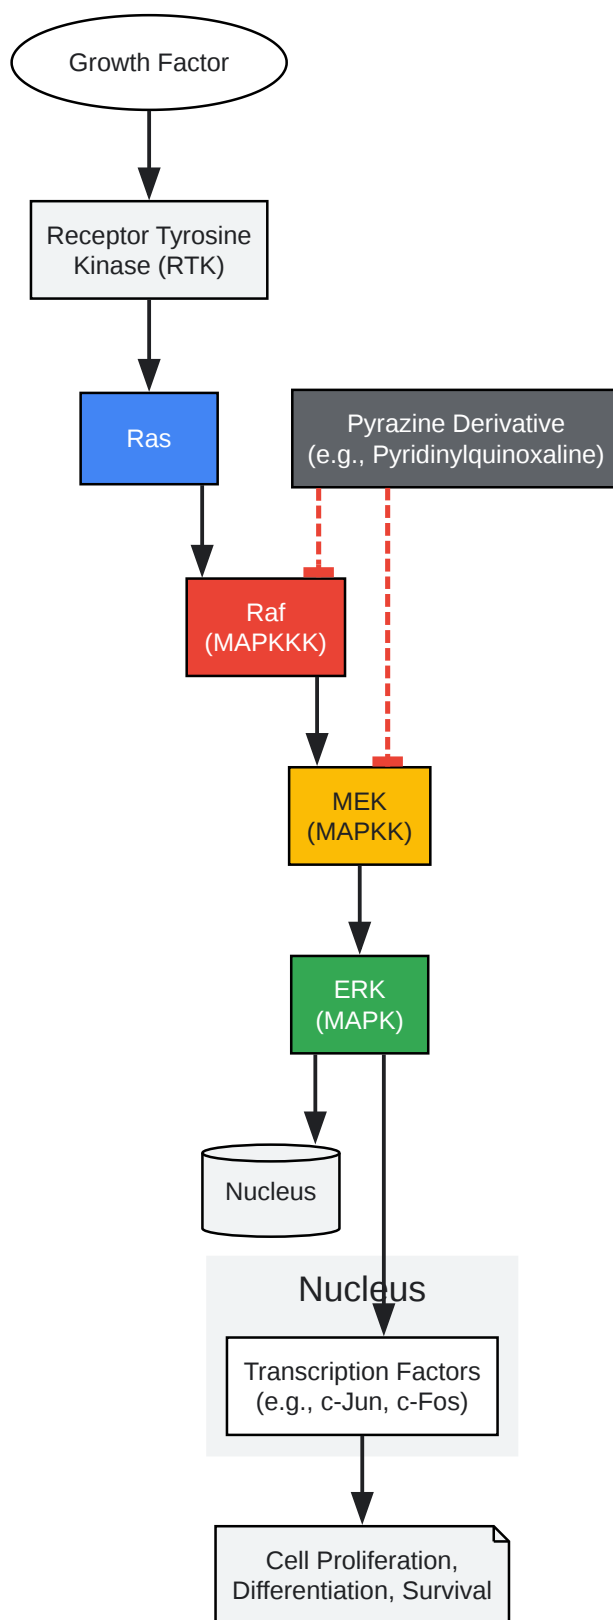 Growth Factor
Receptor Tyrosine
Kinase (RTK)
Ras
Pyrazine Derivative
(e.g., Pyridinylquinoxaline)
Raf
(MAPKKK)
MEK
(MAPKK)
ERK
(MAPK)
Nucleus
Nucleus
Transcription Factors
(e.g., c-Jun, c-Fos)
Cell Proliferation,
Differentiation, Survival